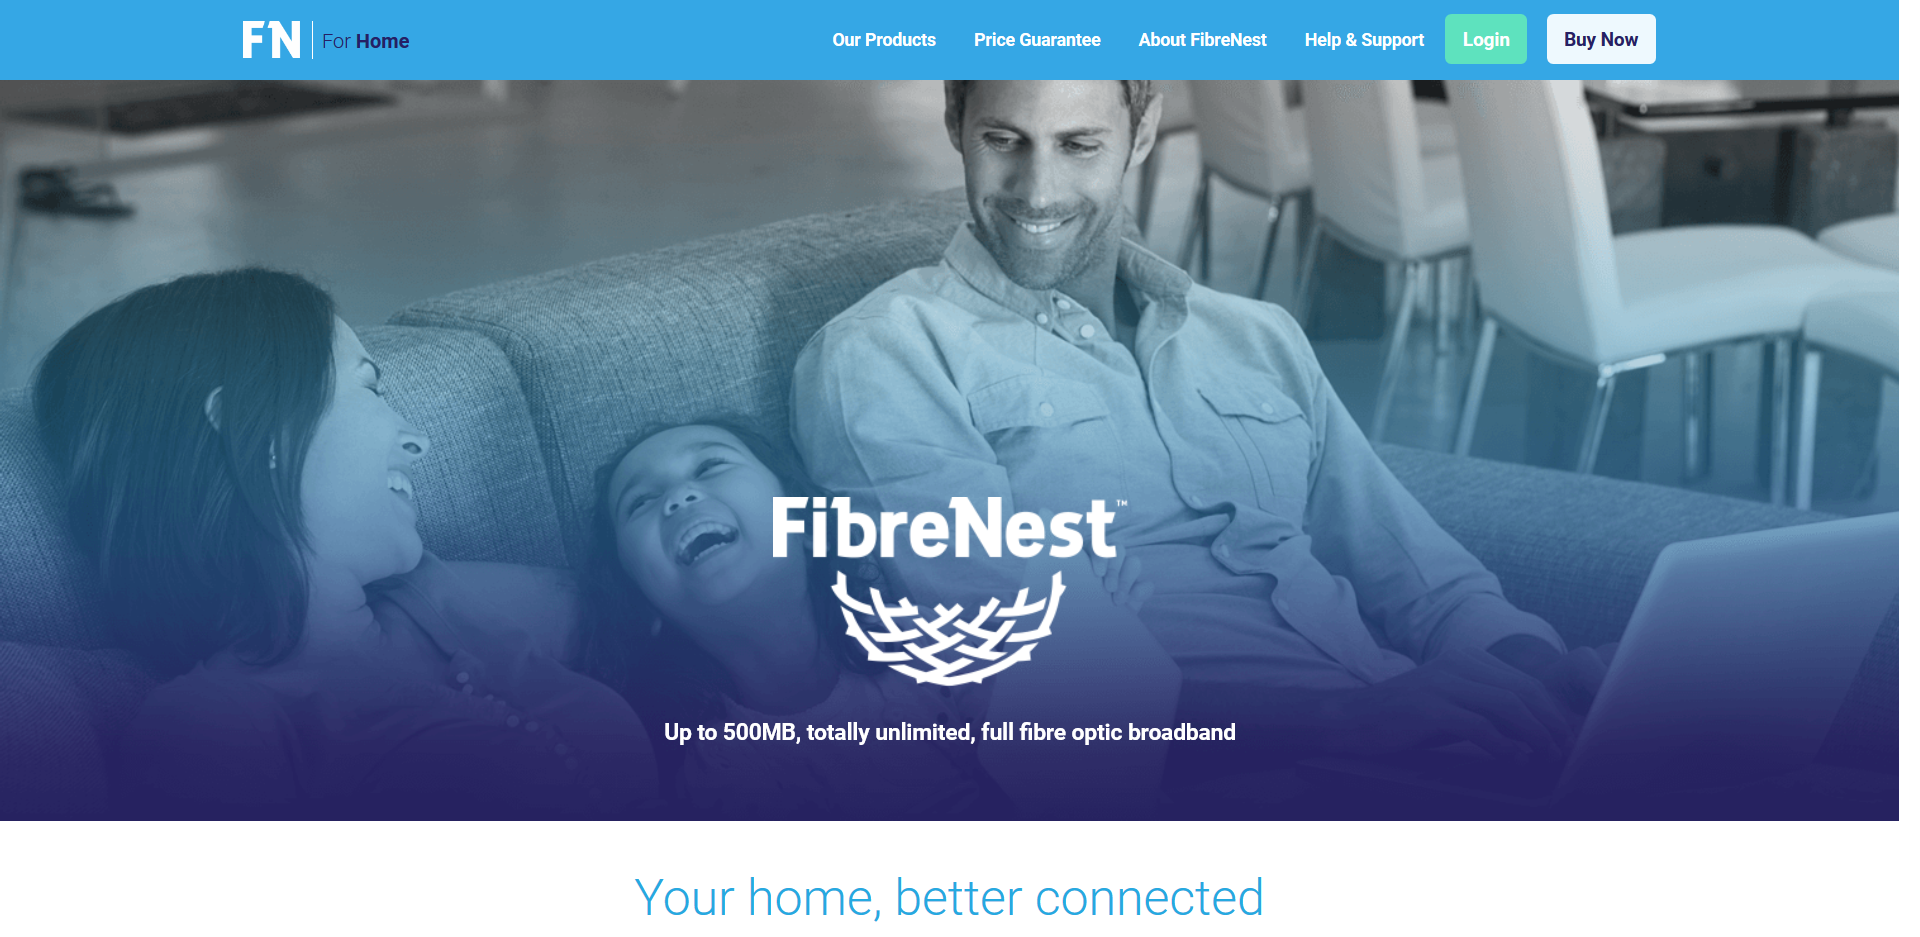 FN For Home
Our Products Price Guarantee About FibreNest Help & Support Login Buy Now
FibreNest™
Up to 500MB, totally unlimited, full fibre optic broadband
Your home, better connected